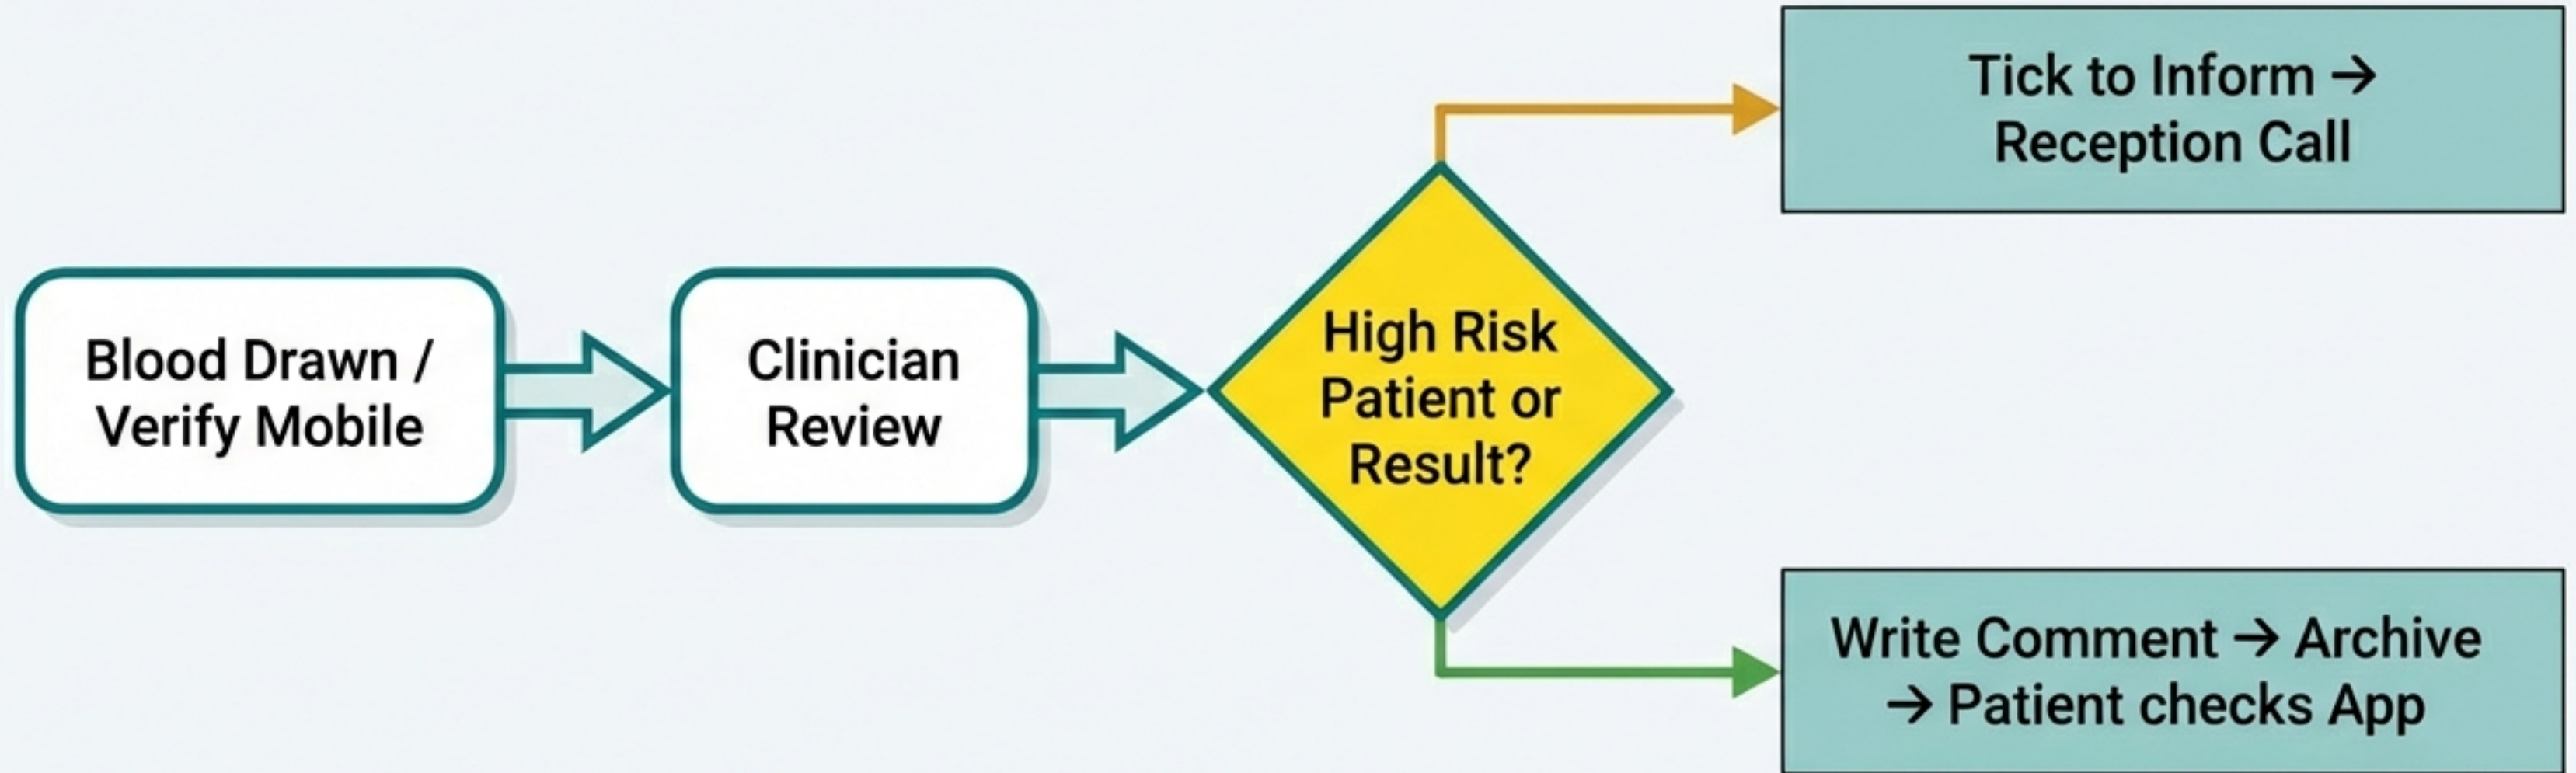 Blood Drawn /
Verify Mobile
Clinician
Review
High Risk
Patient or
Result?
Tick to Inform →
Reception Call
Write Comment → Archive
→ Patient checks App